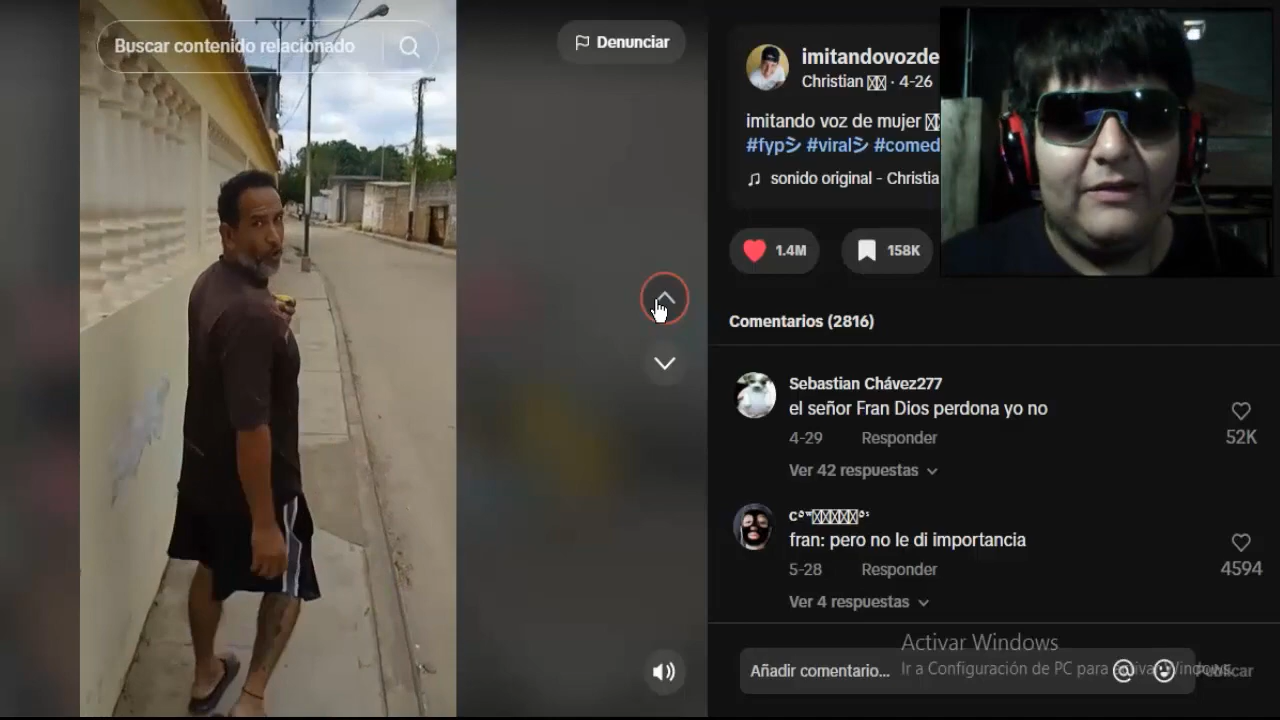 Buscar contenido relacionado
Denunciar
imitandovozde
Christian · 4-26
imitando voz de mujer
#fypシ #viralシ #comed
♫ sonido original - Christia
1.4M
158K
Comentarios (2816)
Sebastian Chávez277
el señor Fran Dios perdona yo no
4-29 Responder
52K
Ver 42 respuestas
fran: pero no le di importancia
5-28 Responder
4594
Ver 4 respuestas
Activar Windows
Añadir comentario...
Ir a Configuración de PC para activar Windows.
Publicar